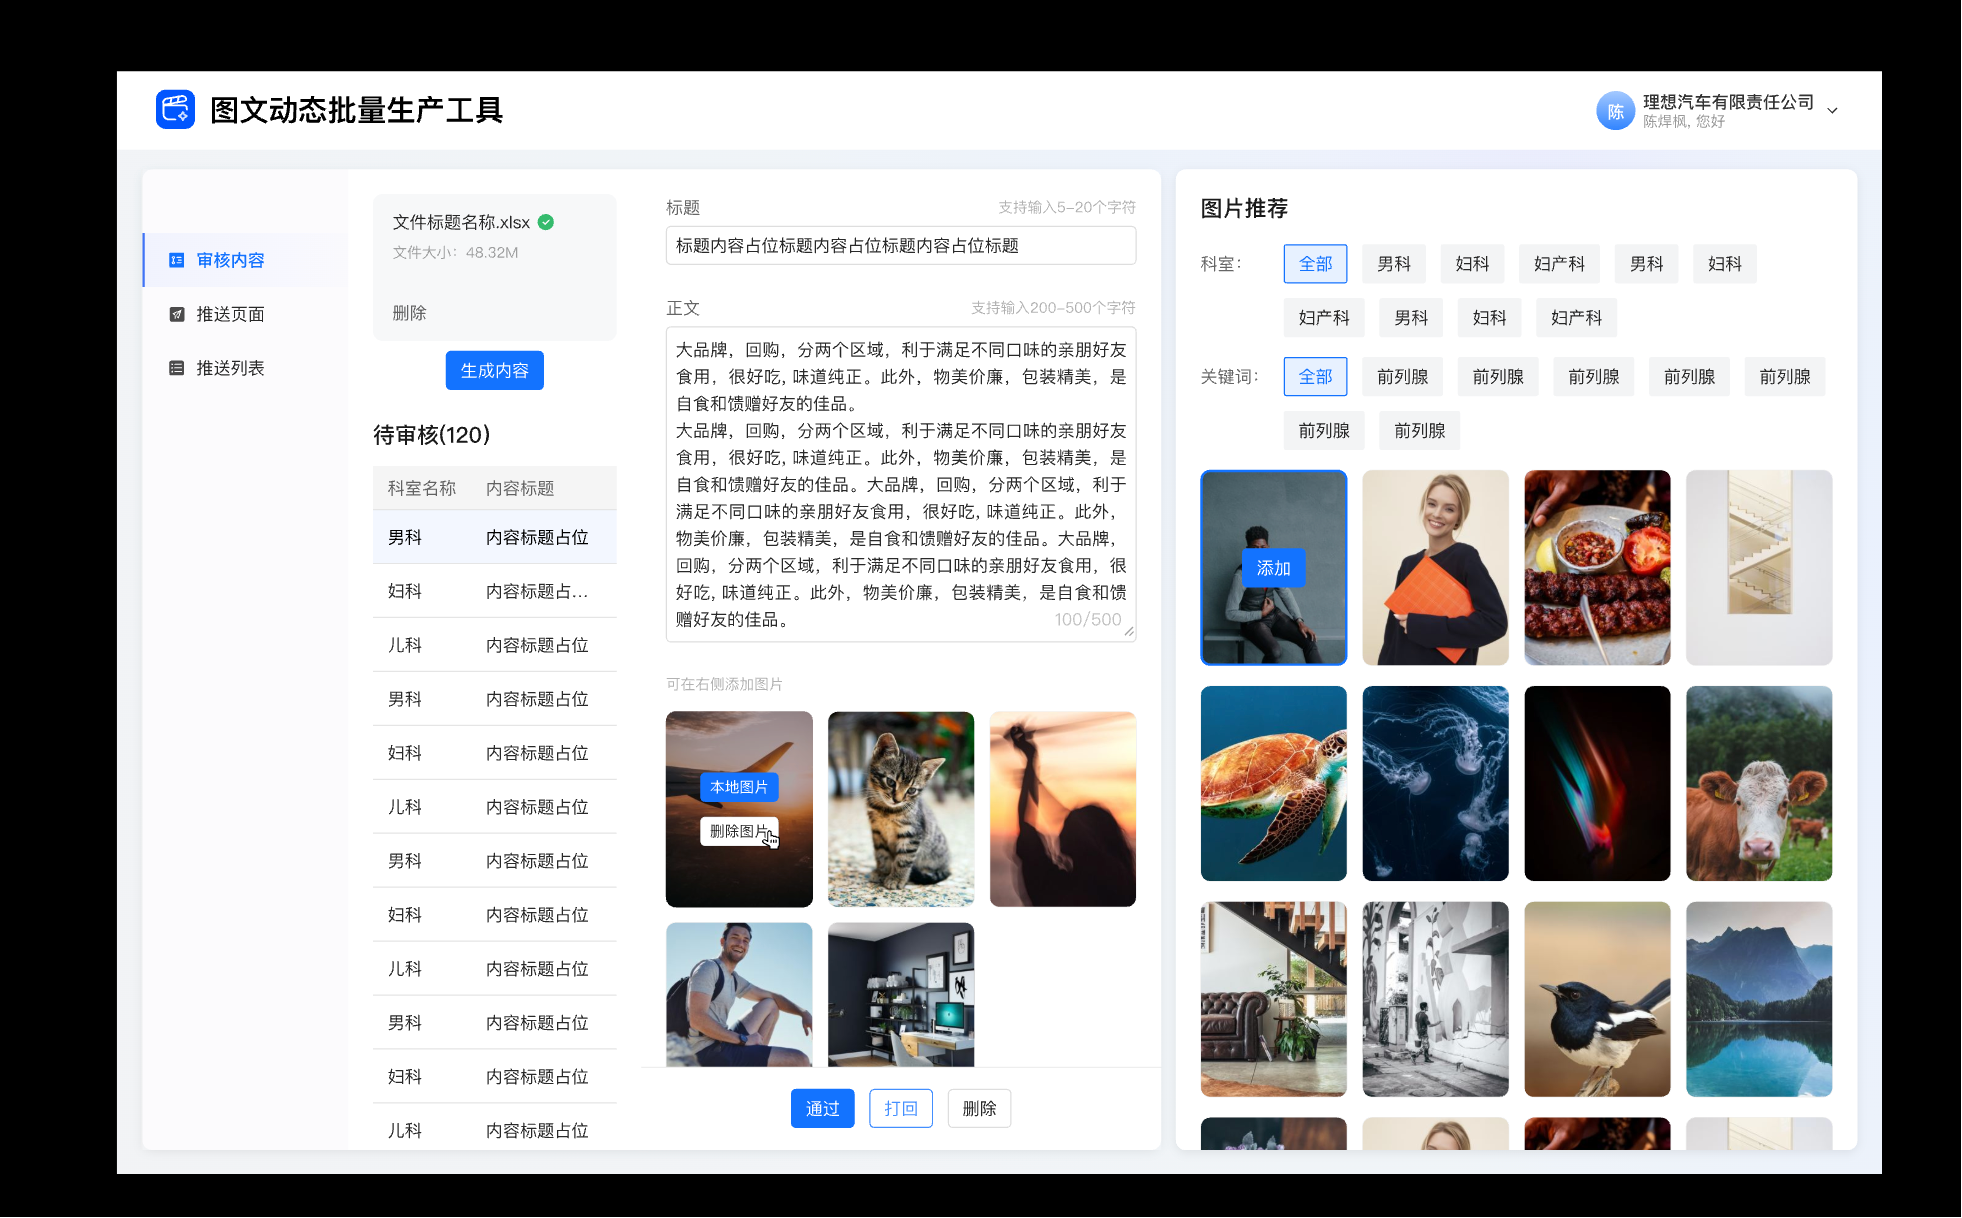 图文动态批量生产工具
陈
理想汽车有限责任公司
陈焊枫, 您好
审核内容
推送页面
推送列表
文件标题名称.xlsx
文件大小：48.32M
删除
生成内容
待审核(120)
科室名称 内容标题
男科 内容标题占位
妇科 内容标题占...
儿科 内容标题占位
男科 内容标题占位
妇科 内容标题占位
儿科 内容标题占位
男科 内容标题占位
妇科 内容标题占位
儿科 内容标题占位
男科 内容标题占位
妇科 内容标题占位
儿科 内容标题占位
标题 支持输入5-20个字符
标题内容占位标题内容占位标题内容占位标题
正文 支持输入200-500个字符
大品牌，回购，分两个区域，利于满足不同口味的亲朋好友
食用，很好吃, 味道纯正。此外，物美价廉，包装精美，是
自食和馈赠好友的佳品。
大品牌，回购，分两个区域，利于满足不同口味的亲朋好友
食用，很好吃, 味道纯正。此外，物美价廉，包装精美，是
自食和馈赠好友的佳品。大品牌，回购，分两个区域，利于
满足不同口味的亲朋好友食用，很好吃, 味道纯正。此外，
物美价廉，包装精美，是自食和馈赠好友的佳品。大品牌，
回购，分两个区域，利于满足不同口味的亲朋好友食用，很
好吃, 味道纯正。此外，物美价廉，包装精美，是自食和馈
赠好友的佳品。
100/500
可在右侧添加图片
本地图片
删除图片
通过 打回 删除
图片推荐
科室： 全部 男科 妇科 妇产科 男科 妇科
妇产科 男科 妇科 妇产科
关键词： 全部 前列腺 前列腺 前列腺 前列腺 前列腺
前列腺 前列腺
添加